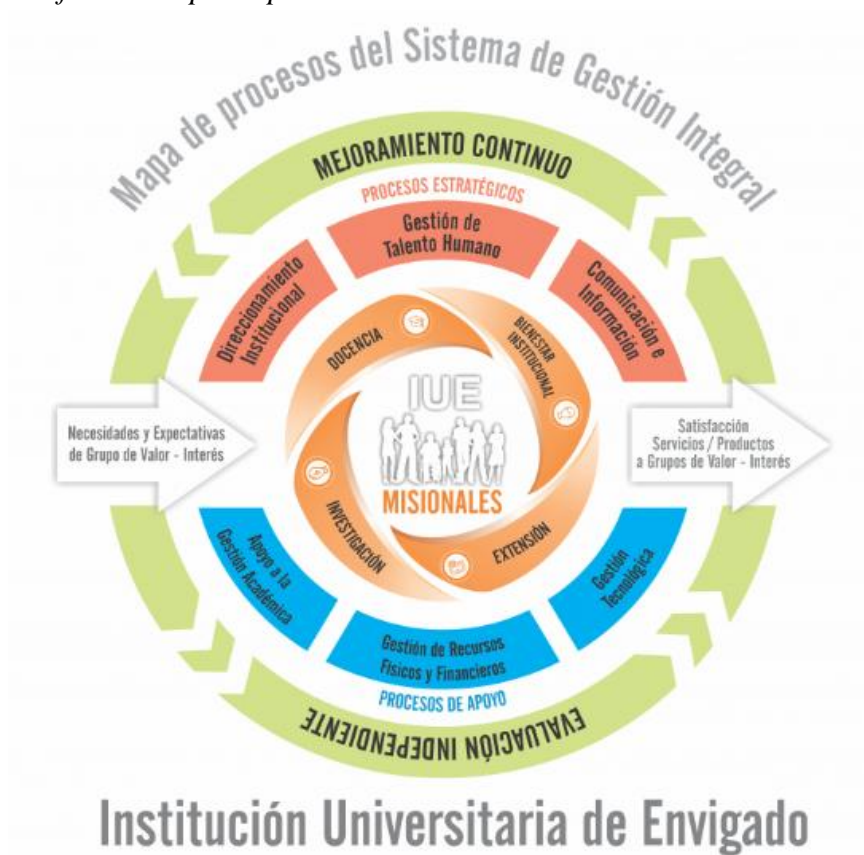 Mapa de procesos del Sistema de Gestión Integral
MEJORAMIENTO CONTINUO
PROCESOS ESTRATÉGICOS
Gestión de
Talento Humano
Direccionamiento
Institucional
Comunicación e
Información
DOCENCIA
BIENESTAR
INSTITUCIONAL
IUE
MISIONALES
Necesidades y Expectativas
de Grupo de Valor - Interés
Satisfacción
Servicios / Productos
a Grupos de Valor - Interés
INVESTIGACIÓN
EXTENSIÓN
Apoyo a la
Gestión Académica
Gestión
Tecnológica
Gestión de Recursos
Físicos y Financieros
PROCESOS DE APOYO
EVALUACIÓN INDEPENDIENTE
Institución Universitaria de Envigado